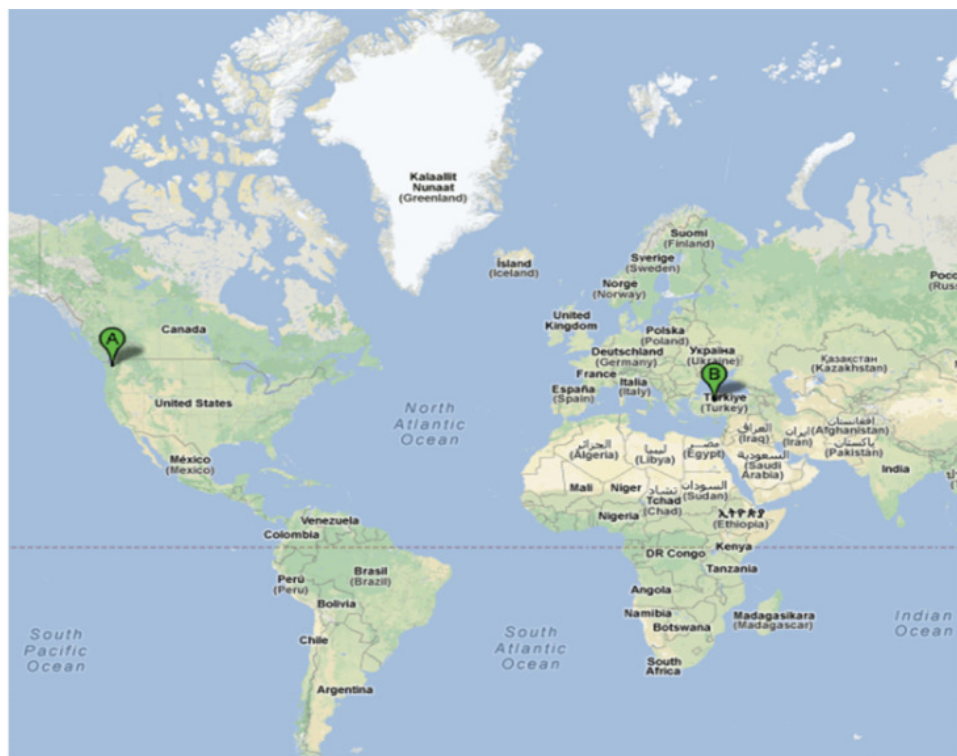 Kalaallit
Nunaat
(Greenland)
Suomi
(Finland)
Ísland
(Iceland)
Sverige
(Sweden)
Norge
(Norway)
United
Kingdom
Polska
(Poland)
Deutschland
(Germany)
Україна
(Ukraine)
France
Italia
(Italy)
España
(Spain)
Қазақстан
(Kazakhstan)
A
Canada
United States
North
Atlantic
Ocean
B
Türkiye
(Turkey)
العراق
(Iraq)
ایران
(Iran)
افغانستان
(Afghanistan)
پاکستان
(Pakistan)
الجزائر
(Algeria)
ليبيا
(Libya)
مصر
(Egypt)
السعودية
(Saudi
Arabia)
India
México
(Mexico)
Mali
Niger
تشاد
Tchad
(Chad)
السودان
(Sudan)
Nigeria
ኢትዮጵያ
(Ethiopia)
Venezuela
Colombia
DR Congo
Kenya
Tanzania
Perú
(Peru)
Brasil
(Brazil)
Bolivia
Angola
Namibia
Botswana
Madagasikara
(Madagascar)
Chile
South
Africa
Argentina
South
Pacific
Ocean
South
Atlantic
Ocean
Indian
Ocean